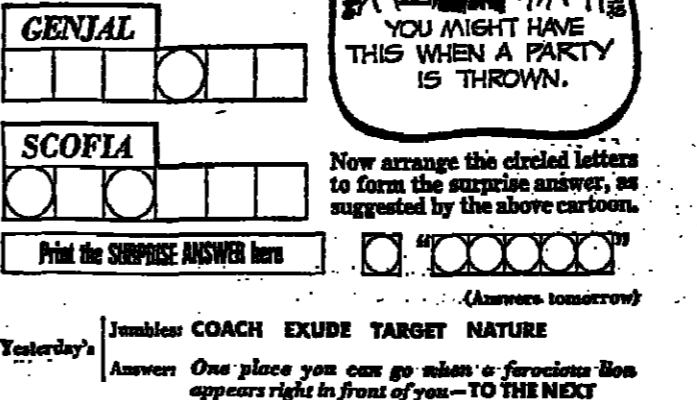 GENJAL
SCOFIA
YOU MIGHT HAVE
THIS WHEN A PARTY
IS THROWN.
Now arrange the circled letters
to form the surprise answer, as
suggested by the above cartoon.
Print the SURPRISE ANSWER here
" "
(Answers tomorrow)
Yesterday's
Jumbles: COACH EXUDE TARGET NATURE
Answer: One place you can go when a ferocious lion
appears right in front of you—TO THE NEXT